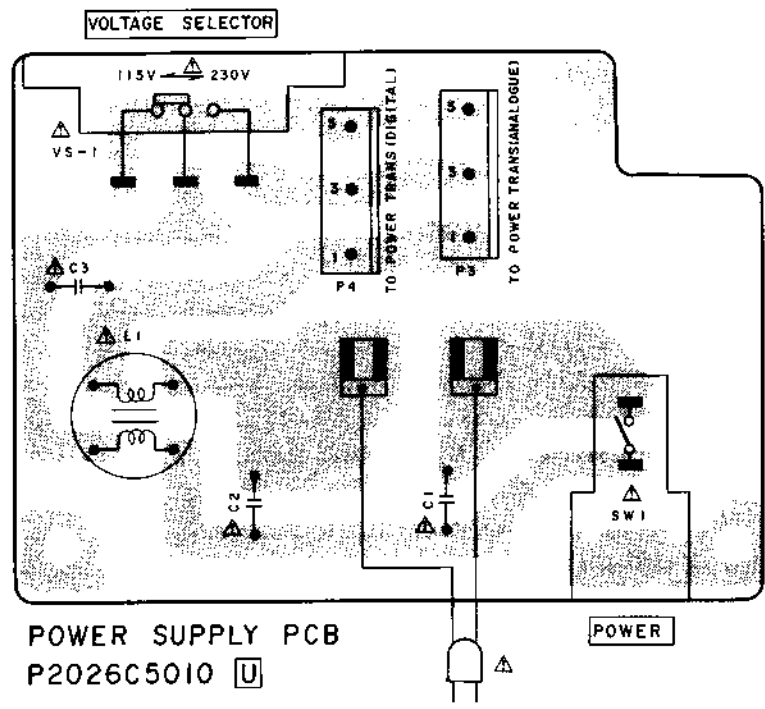 VOLTAGE SELECTOR
115V 230V
VS-1
5
3
1
P4
TO POWER TRANS(DIGITAL)
5
3
1
P3
TO POWER TRANS(ANALOGUE)
C3
L1
C2
C1
SW1
POWER SUPPLY PCB
P2026C5010 U
POWER